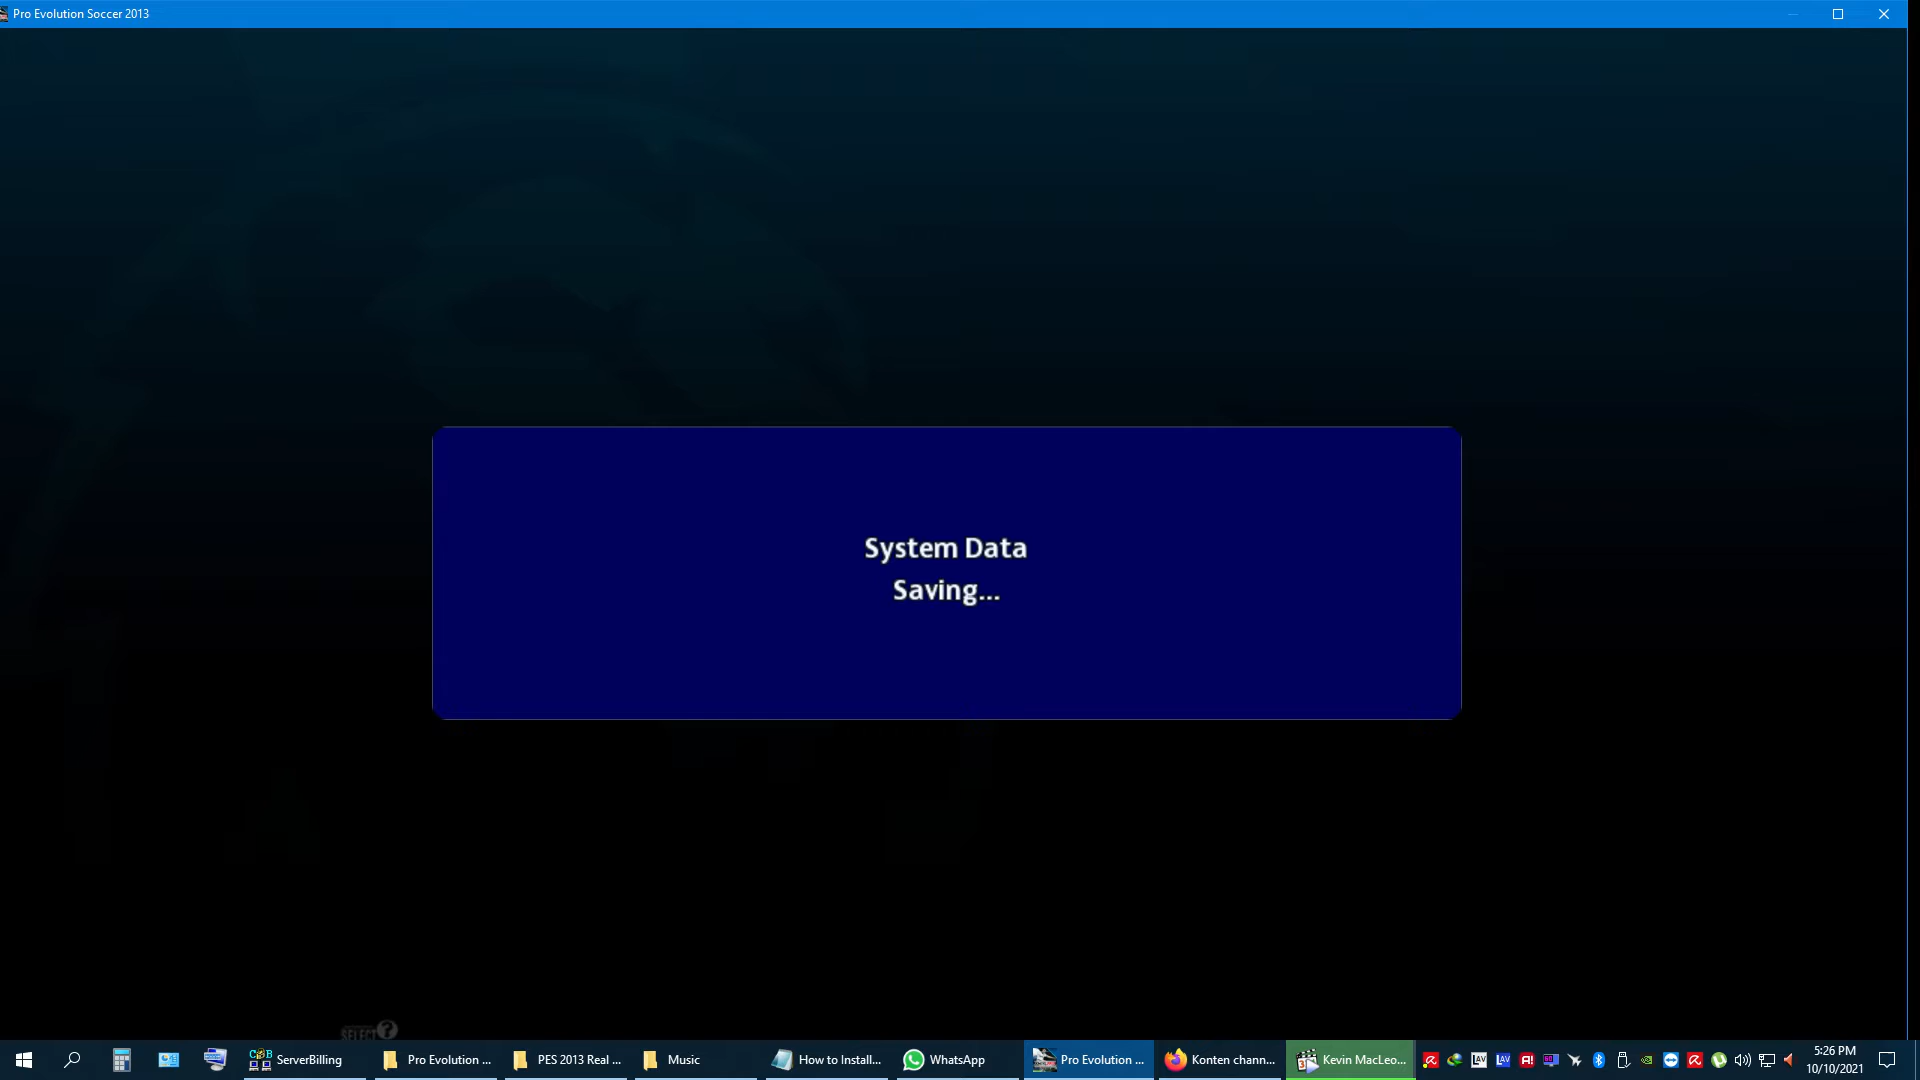 Pro Evolution Soccer 2013
System Data
Saving...
SELECT ?
ServerBilling
Pro Evolution ...
PES 2013 Real ...
Music
How to Install...
WhatsApp
Pro Evolution ...
Konten chann...
Kevin MacLeo...
5:26 PM
10/10/2021